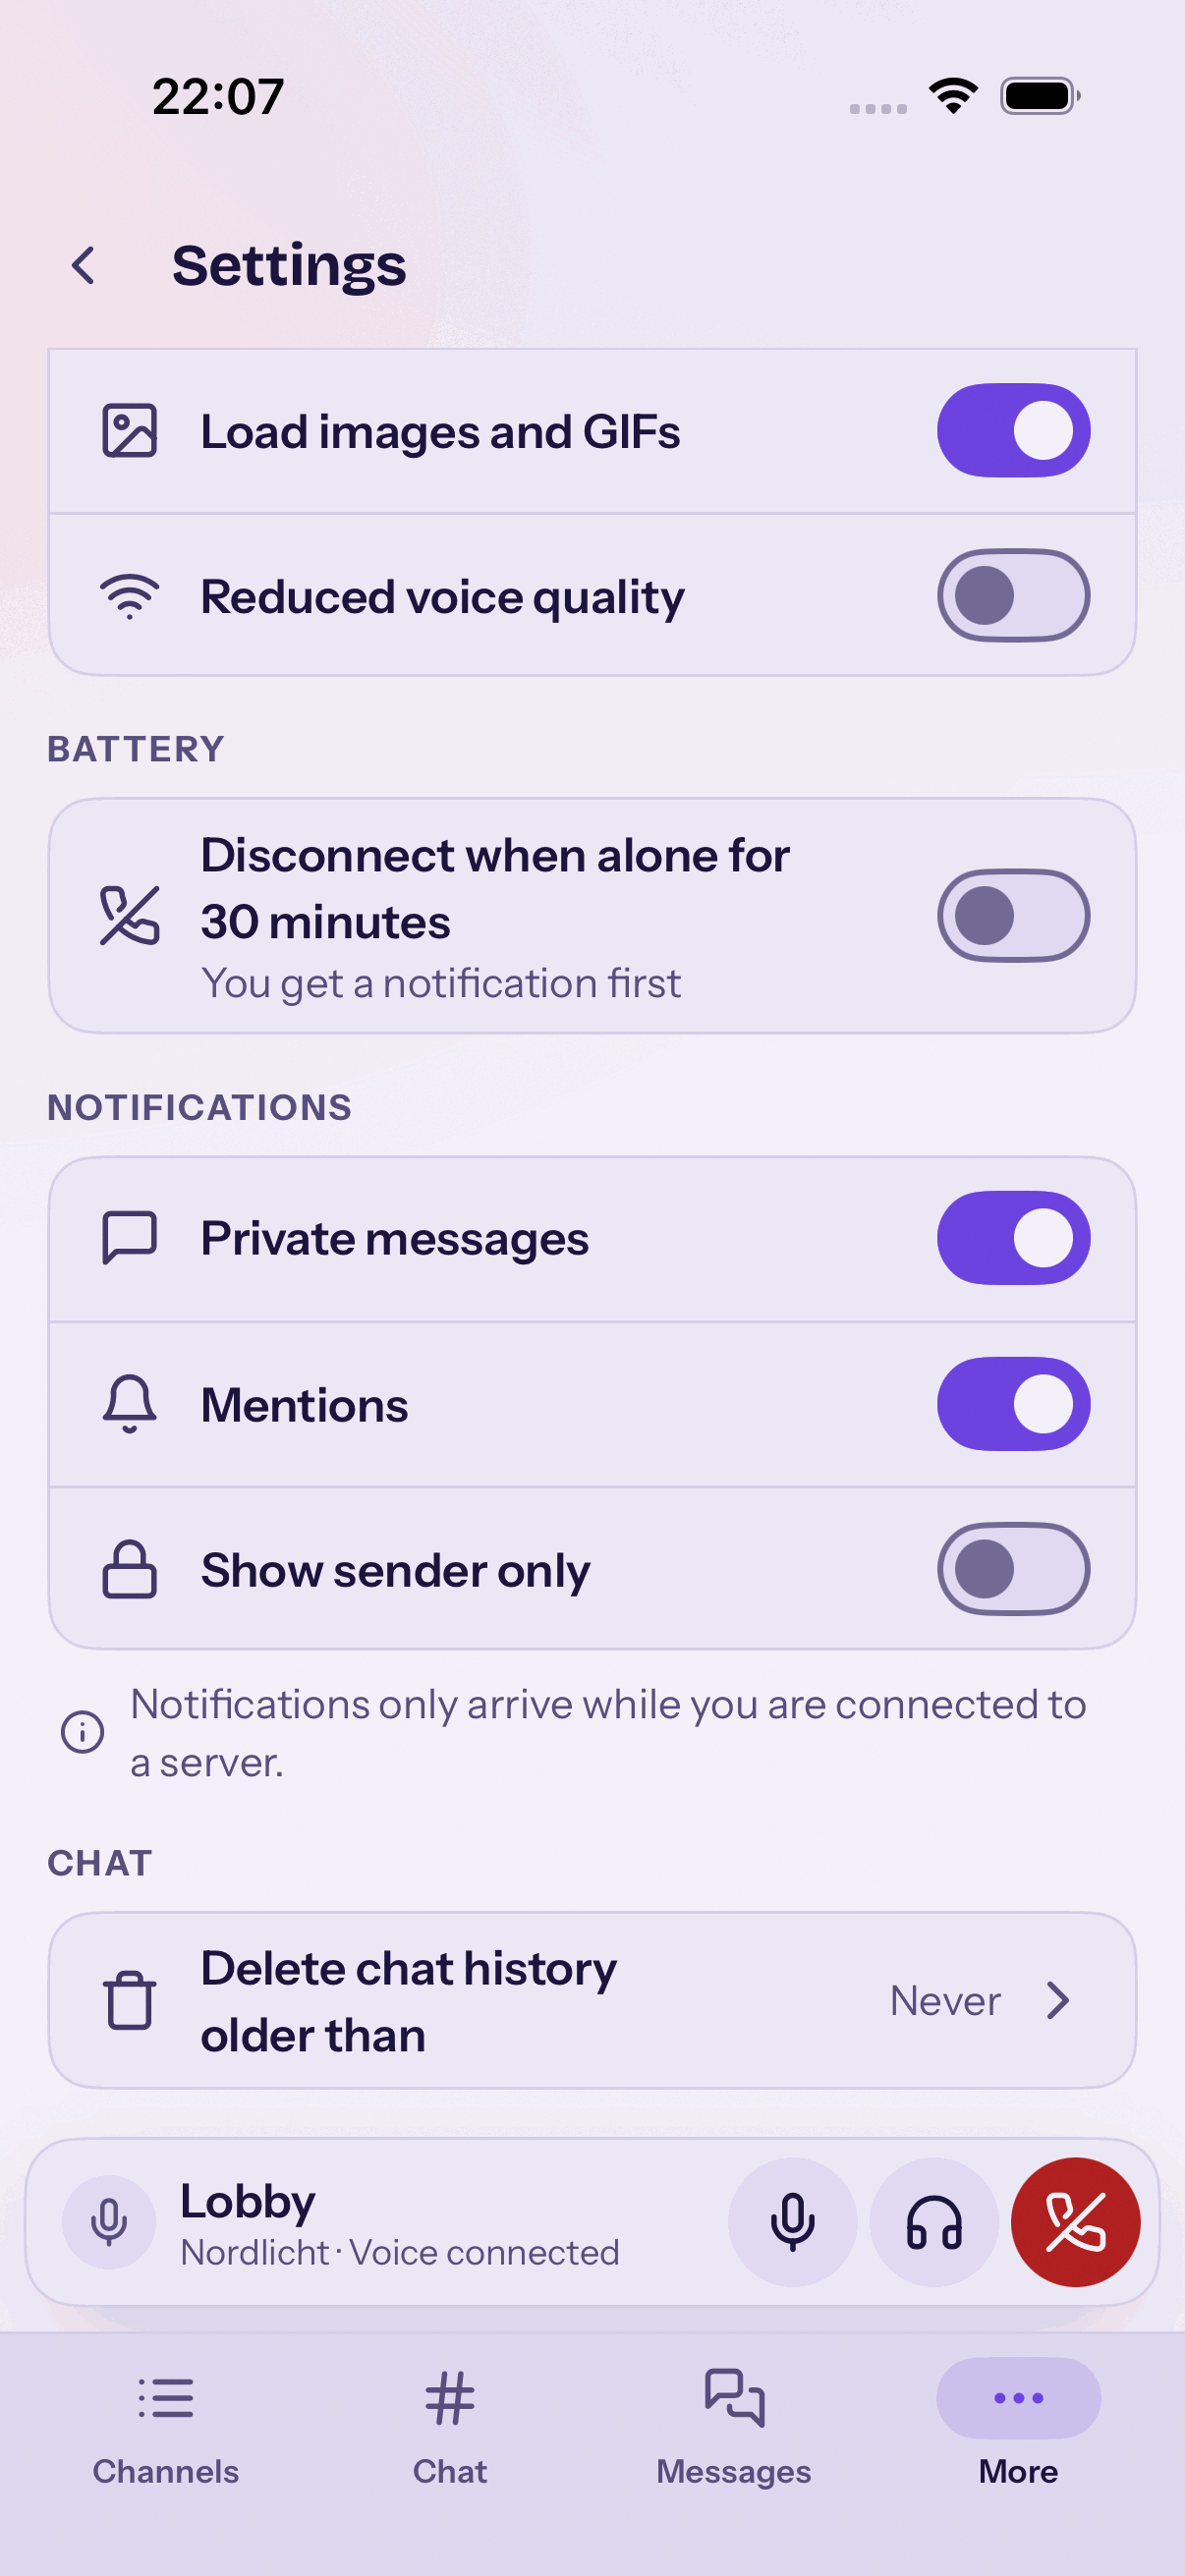 22:07
Settings
Load images and GIFs
Reduced voice quality
BATTERY
Disconnect when alone for
30 minutes
You get a notification first
NOTIFICATIONS
Private messages
Mentions
Show sender only
Notifications only arrive while you are connected to
a server.
CHAT
Delete chat history
older than
Never
Lobby
Nordlicht · Voice connected
Channels
Chat
Messages
More